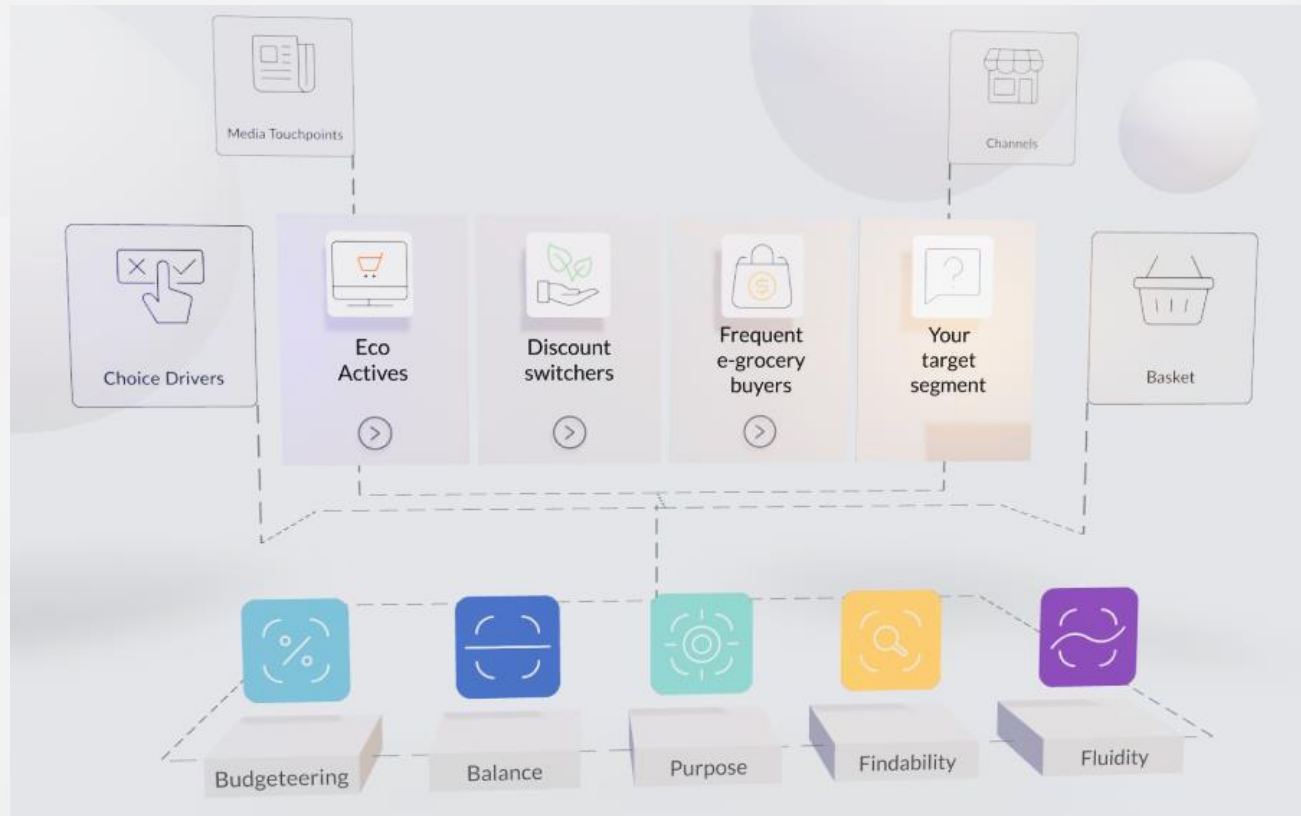 Media Touchpoints
Channels
Choice Drivers
Eco
Actives
Discount
switchers
Frequent
e-grocery
buyers
Your
target
segment
Basket
Budgeteering
Balance
Purpose
Findability
Fluidity